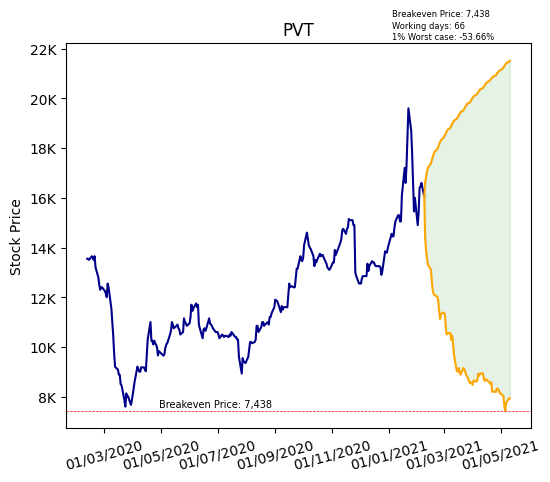 Breakeven Price: 7,438
Working days: 66
1% Worst case: -53.66%
PVT
22K
20K
18K
16K
14K
12K
10K
8K
Stock Price
Breakeven Price: 7,438
01/03/2020
01/05/2020
01/07/2020
01/09/2020
01/11/2020
01/01/2021
01/03/2021
01/05/2021